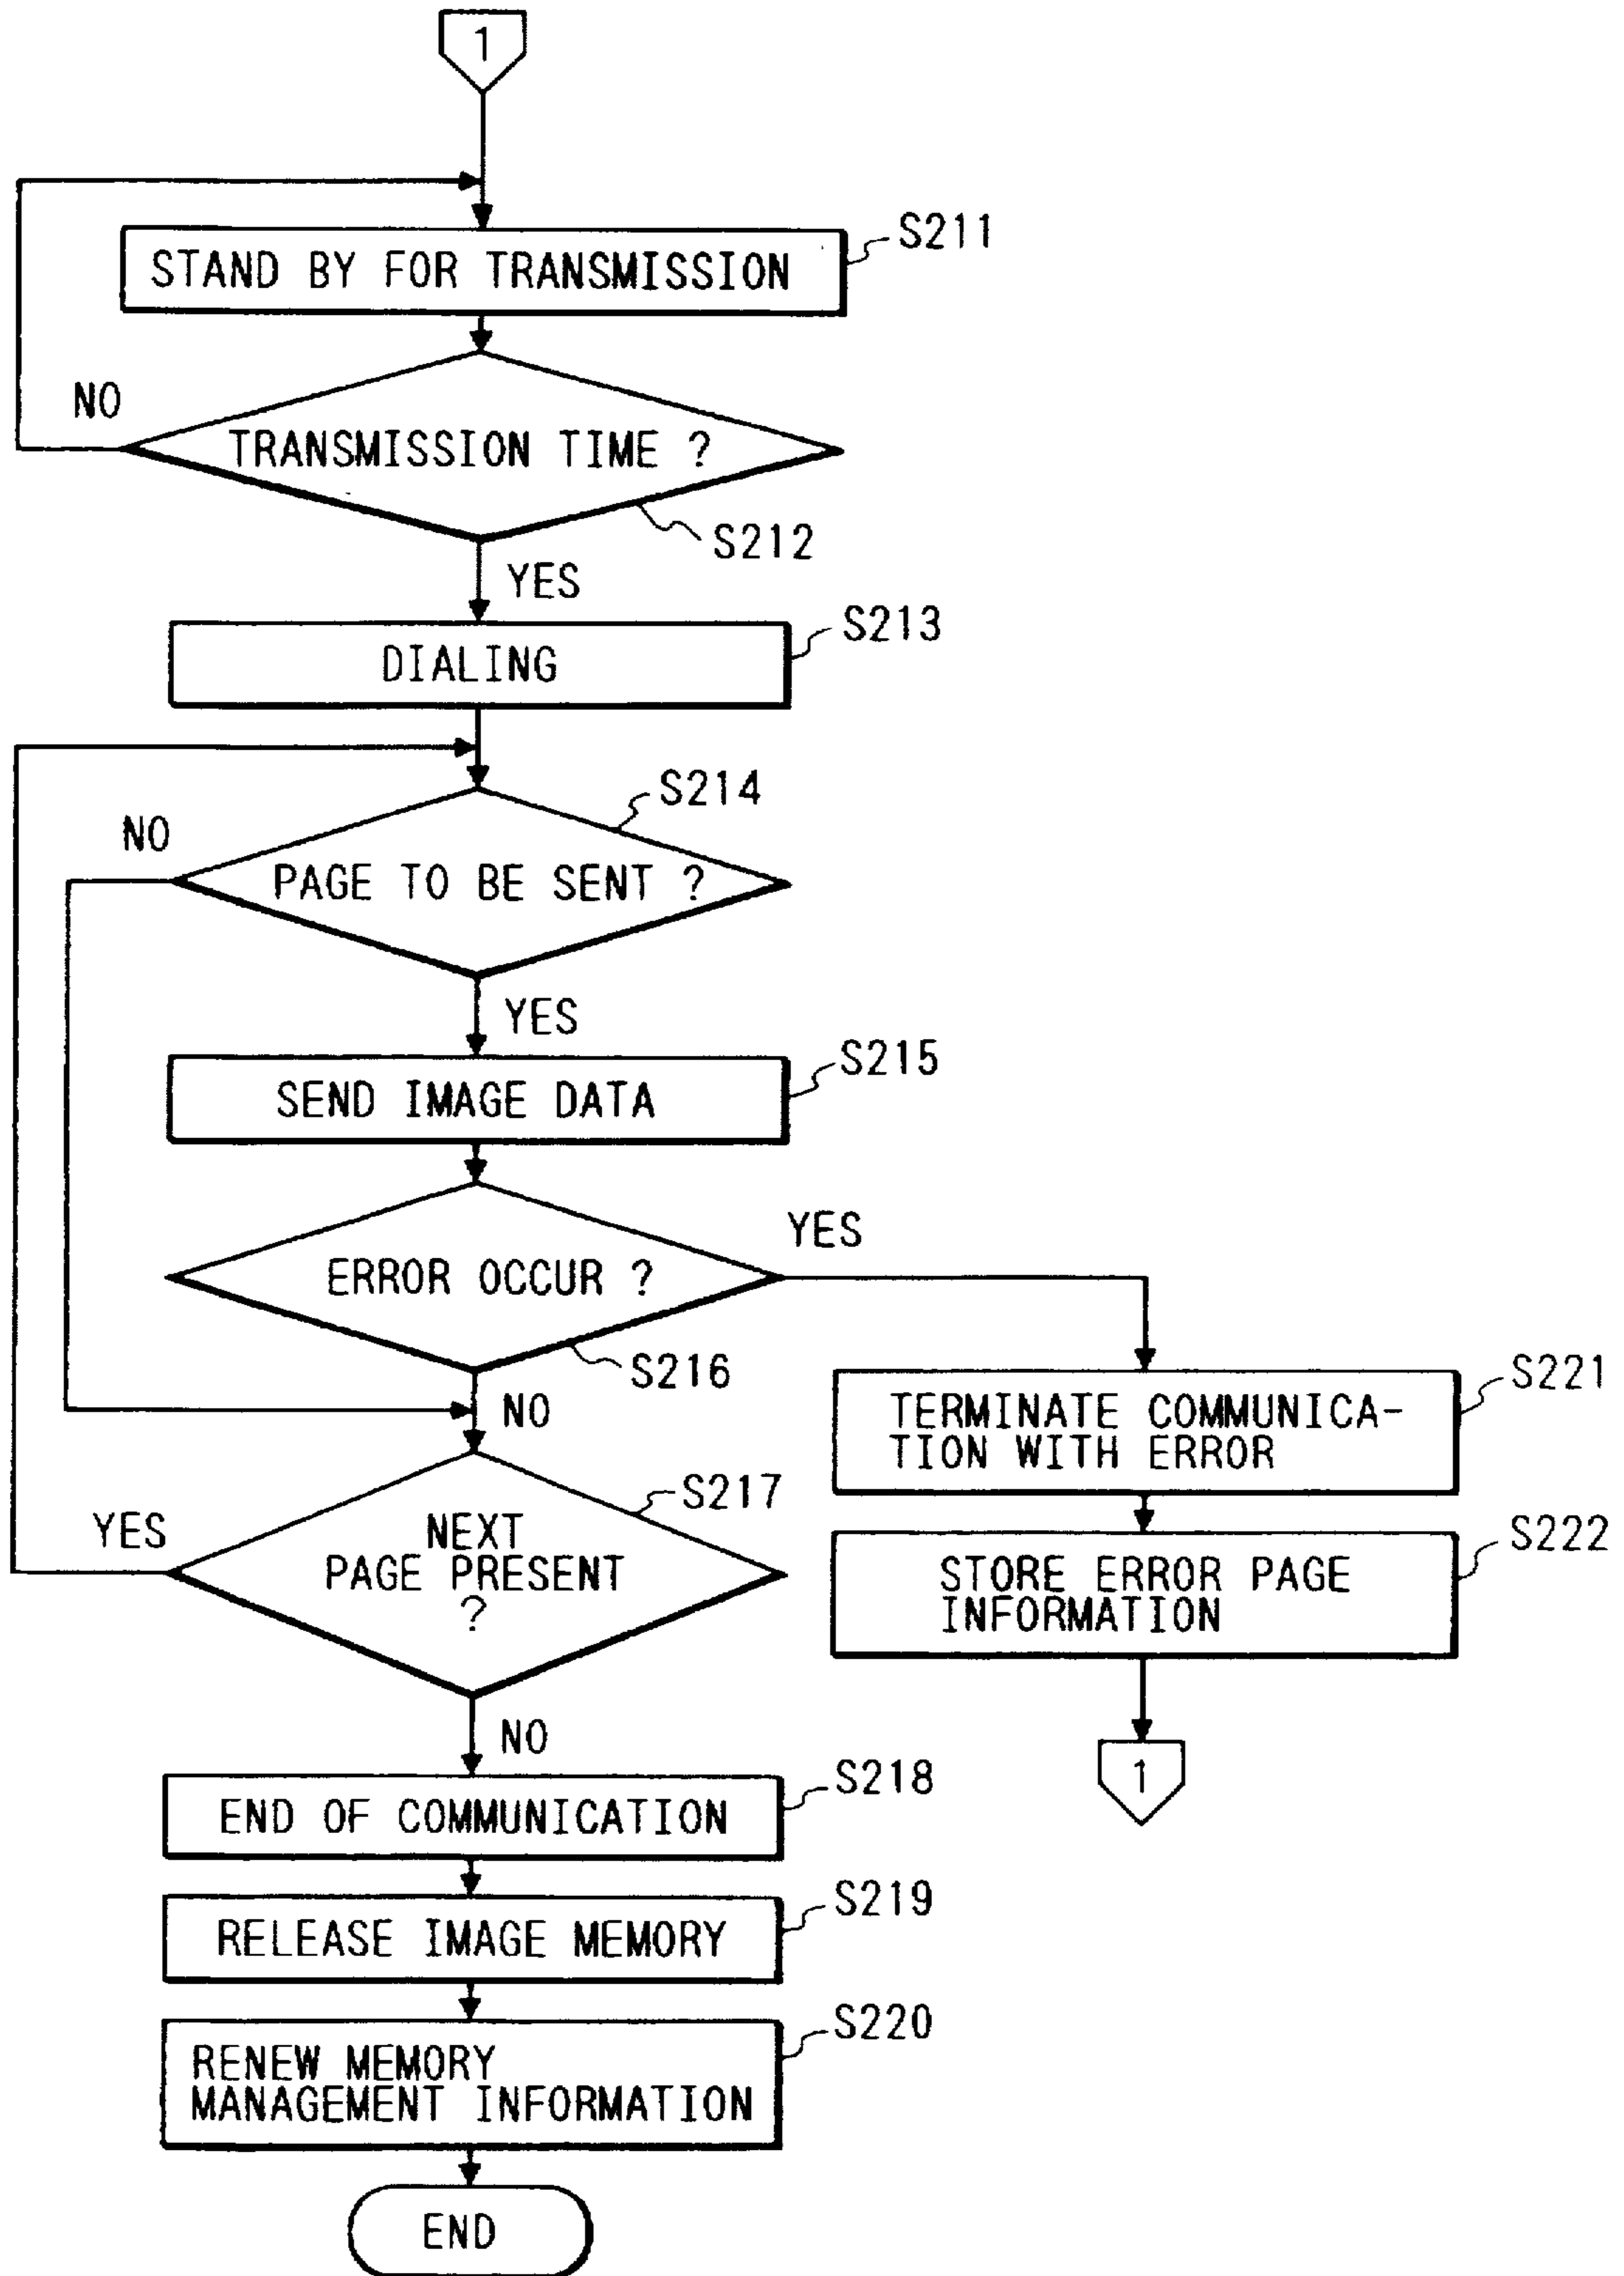 1
S211
STAND BY FOR TRANSMISSION
NO
TRANSMISSION TIME ?
S212
YES
S213
DIALING
S214
NO
PAGE TO BE SENT ?
YES
S215
SEND IMAGE DATA
YES
ERROR OCCUR ?
S216
NO
S221
TERMINATE COMMUNICA-
TION WITH ERROR
S217
YES
NEXT
PAGE PRESENT
?
S222
STORE ERROR PAGE
INFORMATION
NO
1
S218
END OF COMMUNICATION
S219
RELEASE IMAGE MEMORY
S220
RENEW MEMORY
MANAGEMENT INFORMATION
END